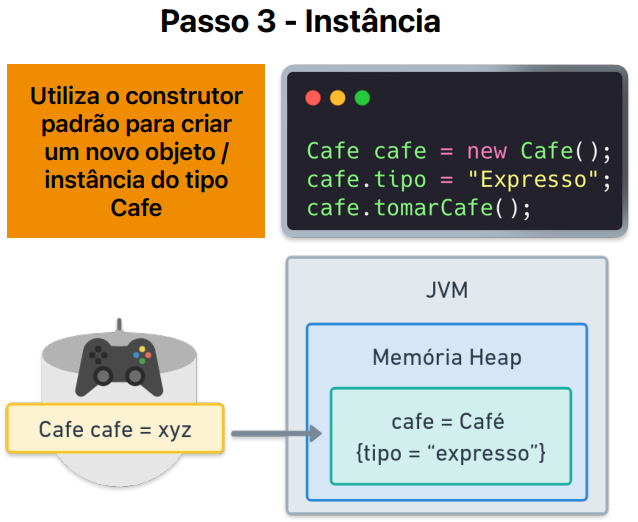 Passo 3 - Instância
Utiliza o construtor
padrão para criar
um novo objeto /
instância do tipo
Cafe
Cafe cafe = new Cafe();
cafe.tipo = "Expresso";
cafe.tomarCafe();
JVM
Memória Heap
cafe = Café
{tipo = “expresso”}
Cafe cafe = xyz